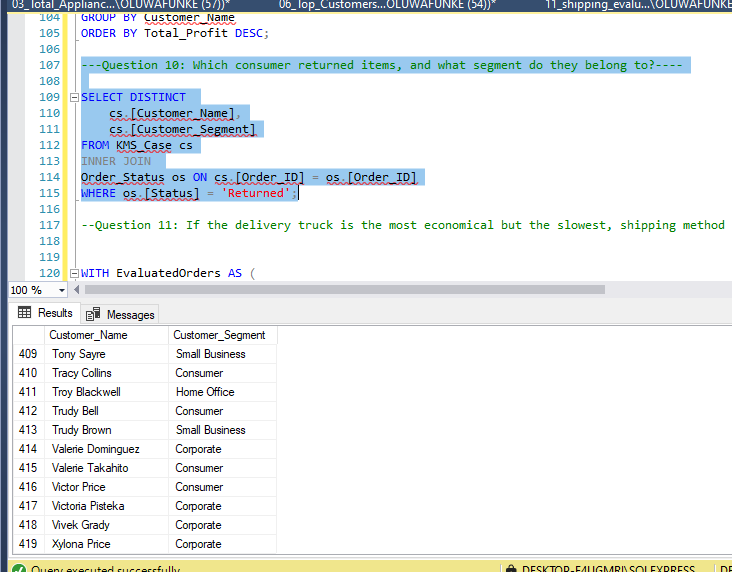 03_Total_Applianc...\OLUWAFUNKE (57))* 06_Top_Customers...OLUWAFUNKE (54))* 11_shipping_evalu...\OLUWAFUNKE
104 GROUP BY Customer_Name
105 ORDER BY Total_Profit DESC;
106
107 ---Question 10: Which consumer returned items, and what segment do they belong to?----
108
109 SELECT DISTINCT
110 cs.[Customer_Name],
111 cs.[Customer_Segment]
112 FROM KMS_Case cs
113 INNER JOIN
114 Order_Status os ON cs.[Order_ID] = os.[Order_ID]
115 WHERE os.[Status] = 'Returned';
116
117 --Question 11: If the delivery truck is the most economical but the slowest, shipping method
118
119
120 WITH EvaluatedOrders AS (
100 %
Results Messages
Customer_Name Customer_Segment
409 Tony Sayre Small Business
410 Tracy Collins Consumer
411 Troy Blackwell Home Office
412 Trudy Bell Consumer
413 Trudy Brown Small Business
414 Valerie Dominguez Corporate
415 Valerie Takahito Consumer
416 Victor Price Consumer
417 Victoria Pisteka Corporate
418 Vivek Grady Corporate
419 Xylona Price Corporate
Query executed successfully